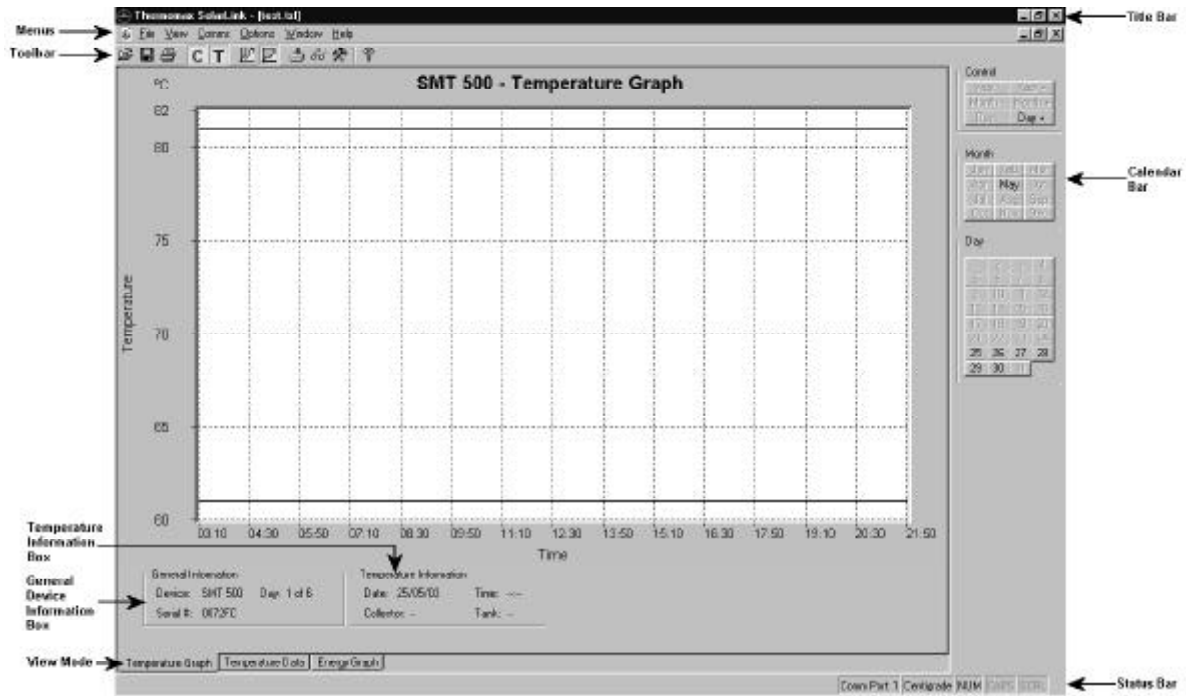 Thermomax SolarLink - [test.tsl]
Title Bar
Menus
File View Comms Options Window Help
Toolbar
C T
°C
SMT 500 - Temperature Graph
82
80
75
70
65
60
Temperature
03:10 04:30 05:50 07:10 08:30 09:50 11:10 12:30 13:50 15:10 16:30 17:50 19:10 20:30 21:50
Time
Control
Day +
Month
May
Calendar
Bar
Day
25 26 27 28
29 30
Temperature
Information
Box
General
Device
Information
Box
General Information
Device: SMT 500 Day: 1 of 6
Serial #: 0072FC
Temperature Information
Date: 25/05/00 Time: --
Collector: - Tank: -
View Mode
Temperature Graph Temperature Data Energy Graph
Comm Port 1 Centigrade NUM
Status Bar